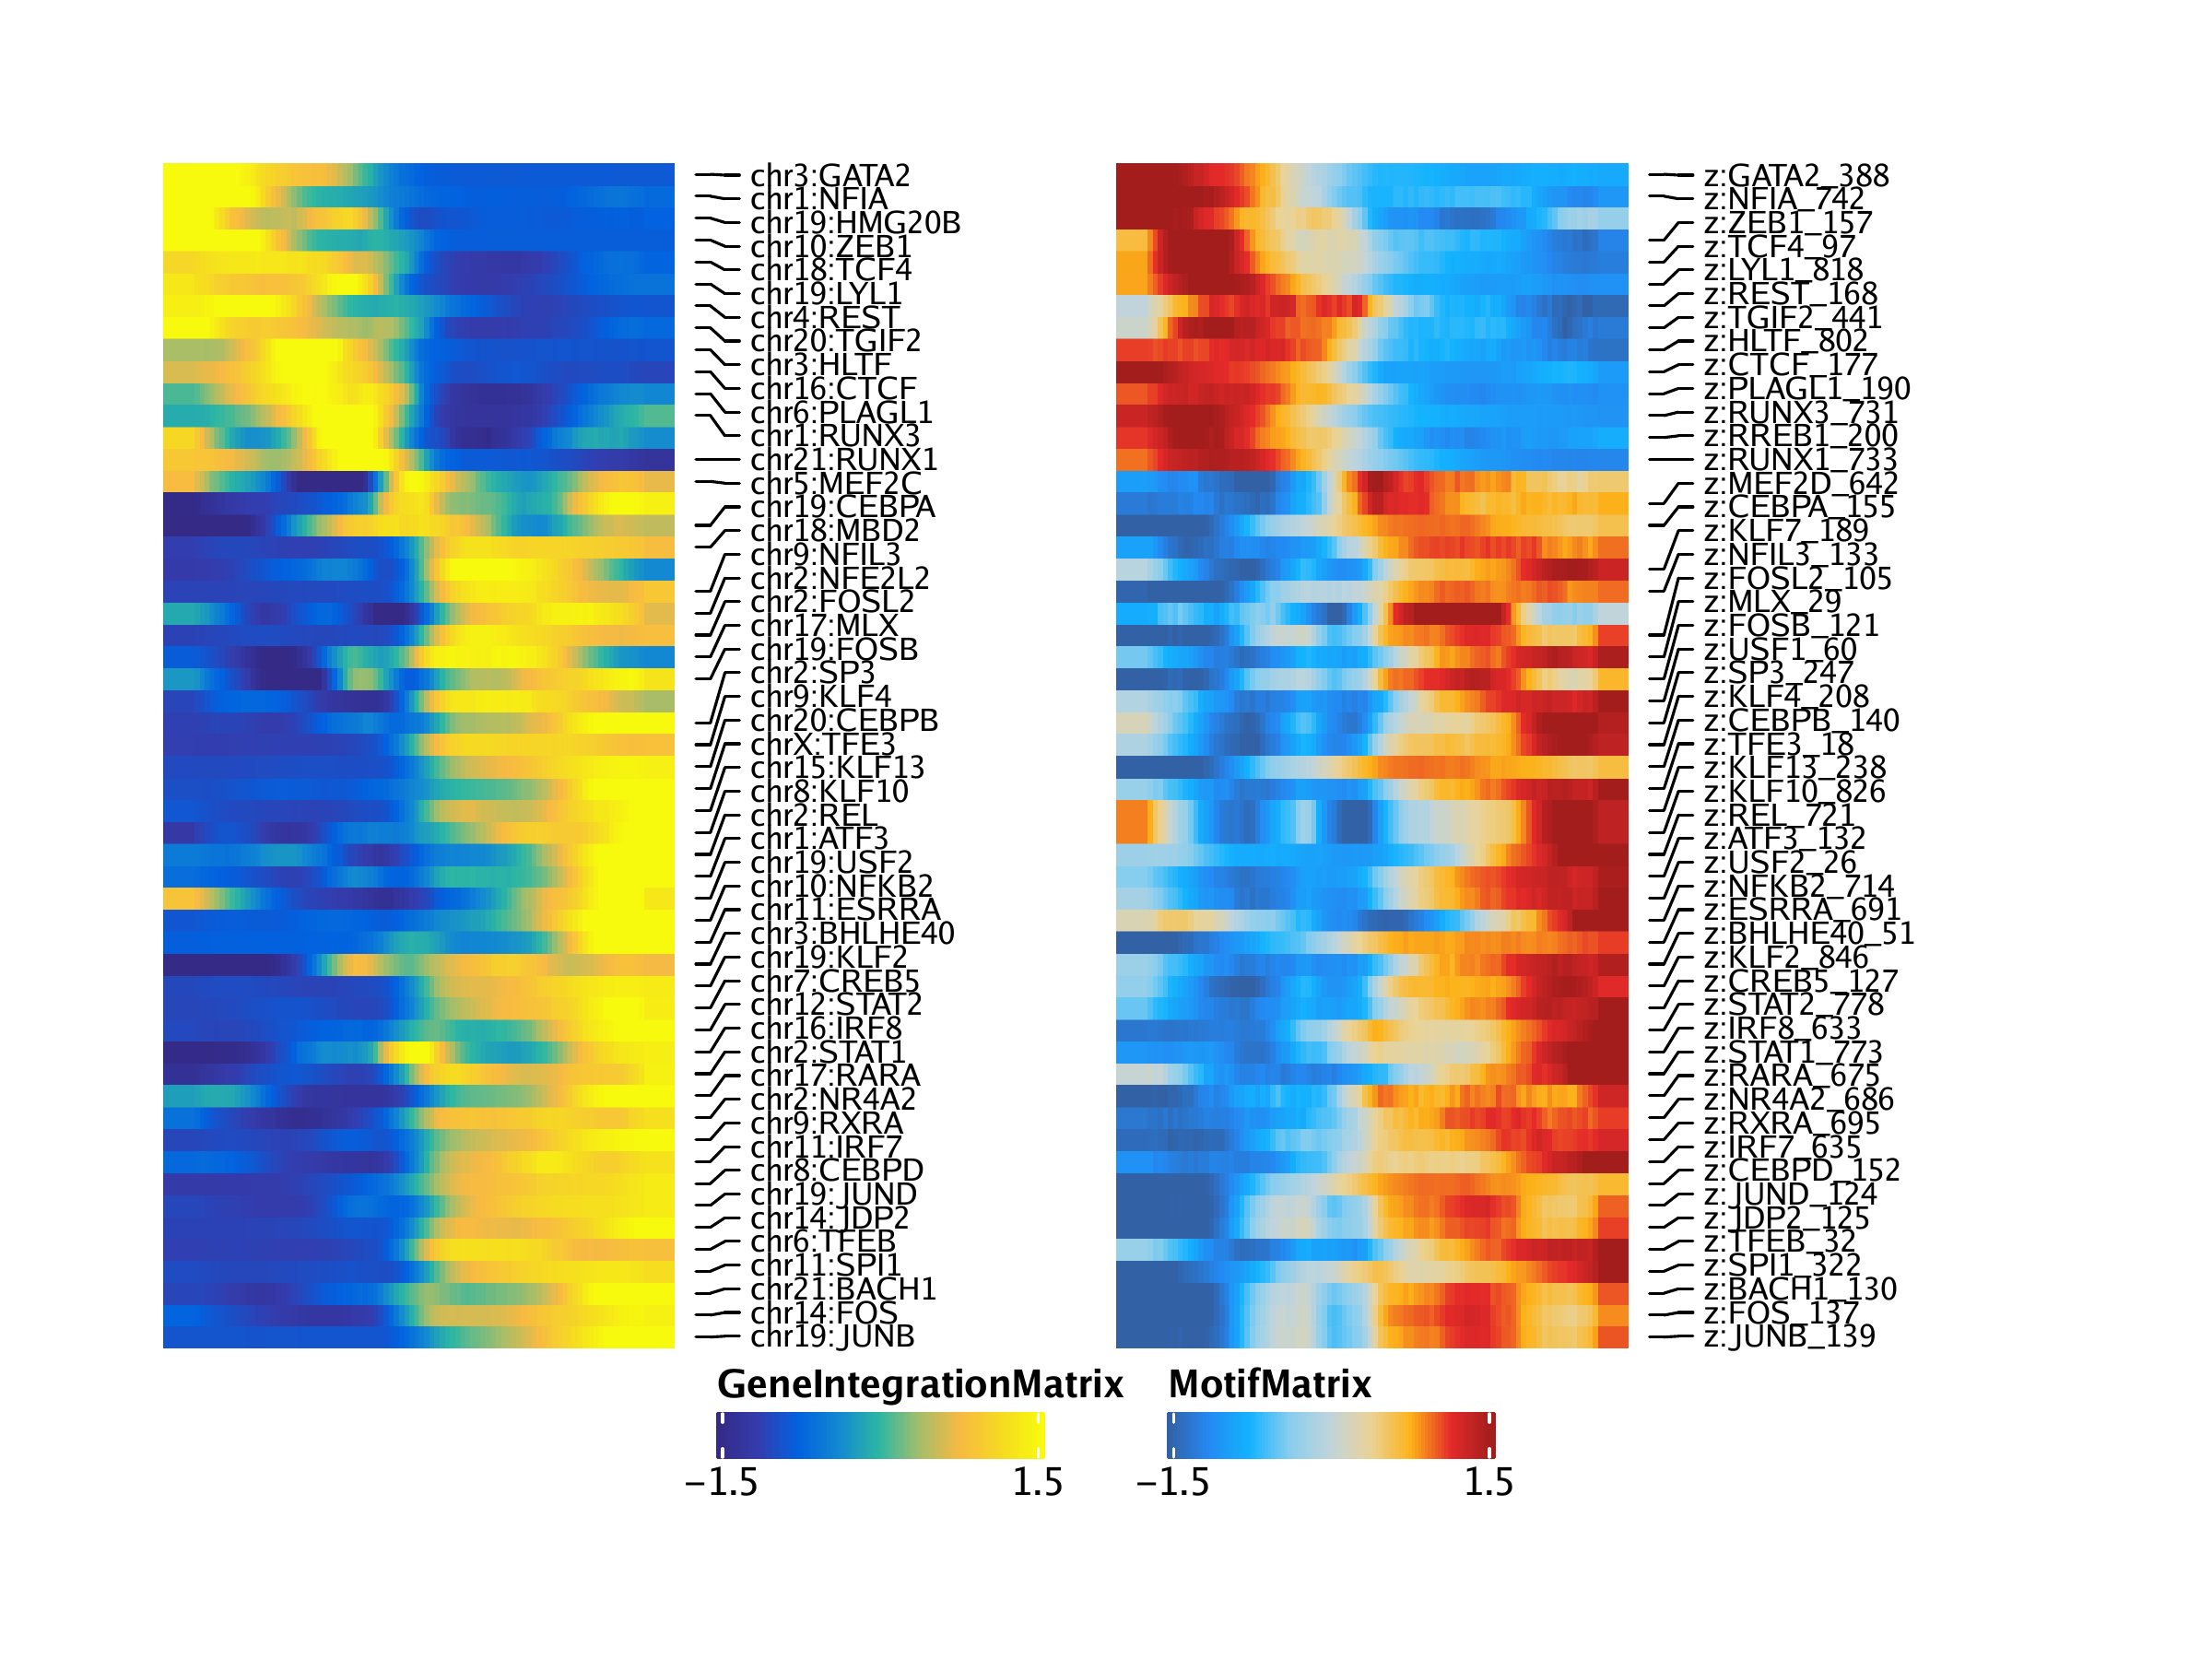 chr3:GATA2
chr1:NFIA
chr19:HMG20B
chr10:ZEB1
chr18:TCF4
chr19:LYL1
chr4:REST
chr20:TGIF2
chr3:HLTF
chr16:CTCF
chr6:PLAGL1
chr1:RUNX3
chr21:RUNX1
chr5:MEF2C
chr19:CEBPA
chr18:MBD2
chr9:NFIL3
chr2:NFE2L2
chr2:FOSL2
chr17:MLX
chr19:FOSB
chr2:SP3
chr9:KLF4
chr20:CEBPB
chrX:TFE3
chr15:KLF13
chr8:KLF10
chr2:REL
chr1:ATF3
chr19:USF2
chr10:NFKB2
chr11:ESRRA
chr3:BHLHE40
chr19:KLF2
chr7:CREB5
chr12:STAT2
chr16:IRF8
chr2:STAT1
chr17:RARA
chr2:NR4A2
chr9:RXRA
chr11:IRF7
chr8:CEBPD
chr19:JUND
chr14:JDP2
chr6:TFEB
chr11:SPI1
chr21:BACH1
chr14:FOS
chr19:JUNB
z:GATA2_388
z:NFIA_742
z:ZEB1_157
z:TCF4_97
z:LYL1_818
z:REST_168
z:TGIF2_441
z:HLTF_802
z:CTCF_177
z:PLAGL1_190
z:RUNX3_731
z:RREB1_200
z:RUNX1_733
z:MEF2D_642
z:CEBPA_155
z:KLF7_189
z:NFIL3_133
z:FOSL2_105
z:MLX_29
z:FOSB_121
z:USF1_60
z:SP3_247
z:KLF4_208
z:CEBPB_140
z:TFE3_18
z:KLF13_238
z:KLF10_826
z:REL_721
z:ATF3_132
z:USF2_26
z:NFKB2_714
z:ESRRA_691
z:BHLHE40_51
z:KLF2_846
z:CREB5_127
z:STAT2_778
z:IRF8_633
z:STAT1_773
z:RARA_675
z:NR4A2_686
z:RXRA_695
z:IRF7_635
z:CEBPD_152
z:JUND_124
z:JDP2_125
z:TFEB_32
z:SPI1_322
z:BACH1_130
z:FOS_137
z:JUNB_139
GeneIntegrationMatrix
−1.5 1.5
MotifMatrix
−1.5 1.5